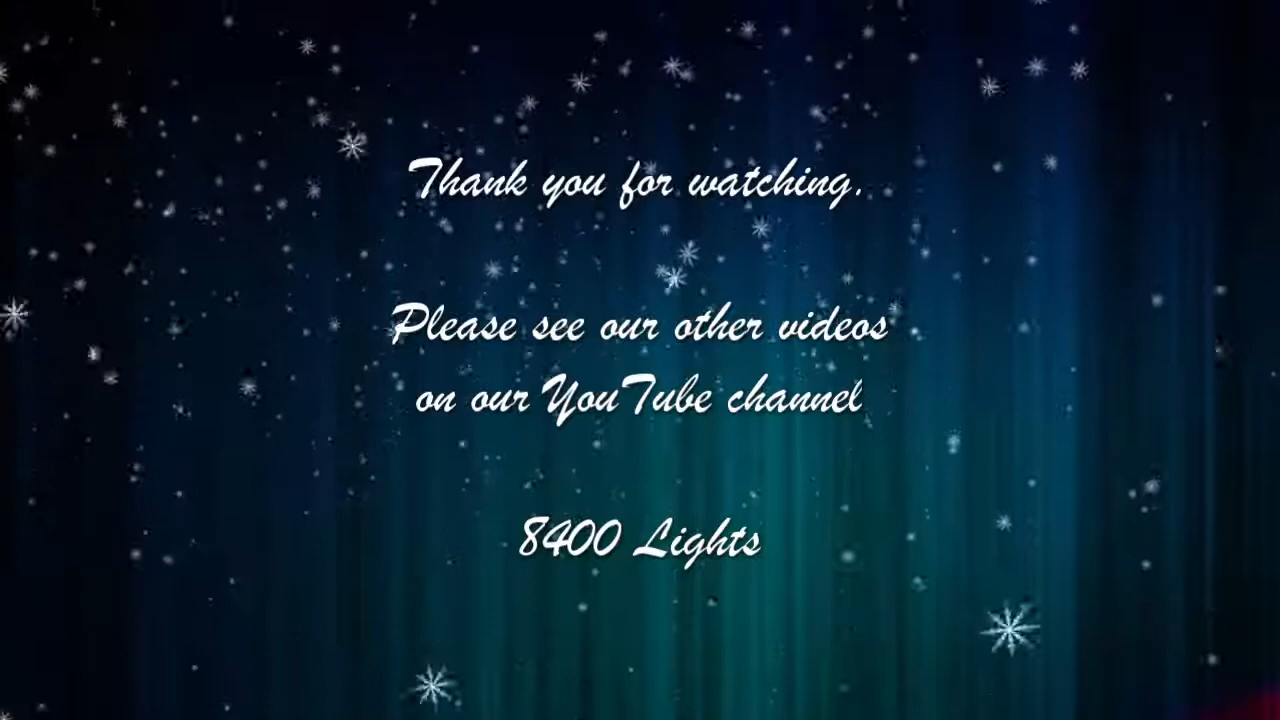 Thank you for watching.
Please see our other videos
on our YouTube channel
8400 Lights